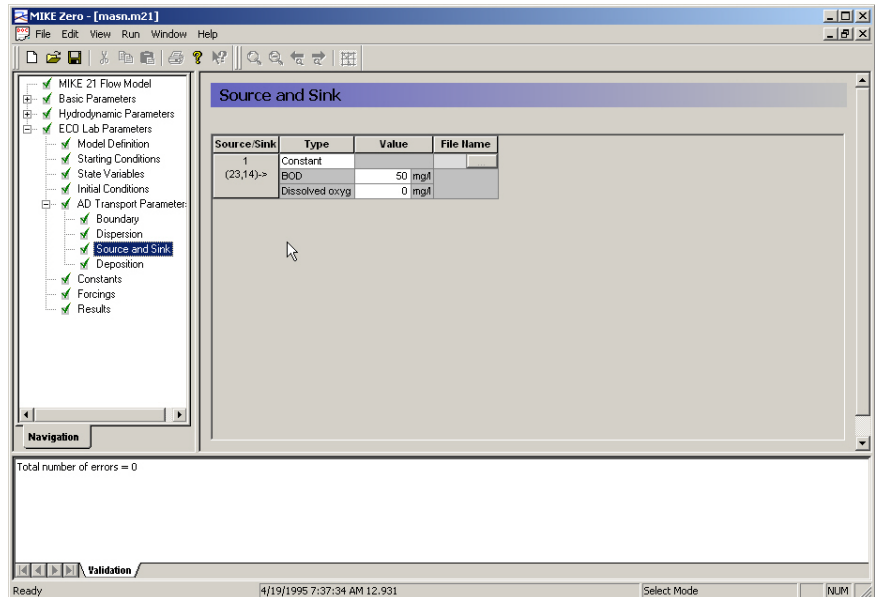 MIKE Zero - [masn.m21]
File Edit View Run Window Help
MIKE 21 Flow Model
Basic Parameters
Hydrodynamic Parameters
ECO Lab Parameters
Model Definition
Starting Conditions
State Variables
Initial Conditions
AD Transport Parameter
Boundary
Dispersion
Source and Sink
Deposition
Constants
Forcings
Results
Navigation
Source and Sink
Source/Sink Type Value File Name
1 Constant
(23,14)-> BOD 50 mg/l
Dissolved oxyg 0 mg/l
Total number of errors = 0
Validation
Ready 4/19/1995 7:37:34 AM 12.931 Select Mode NUM